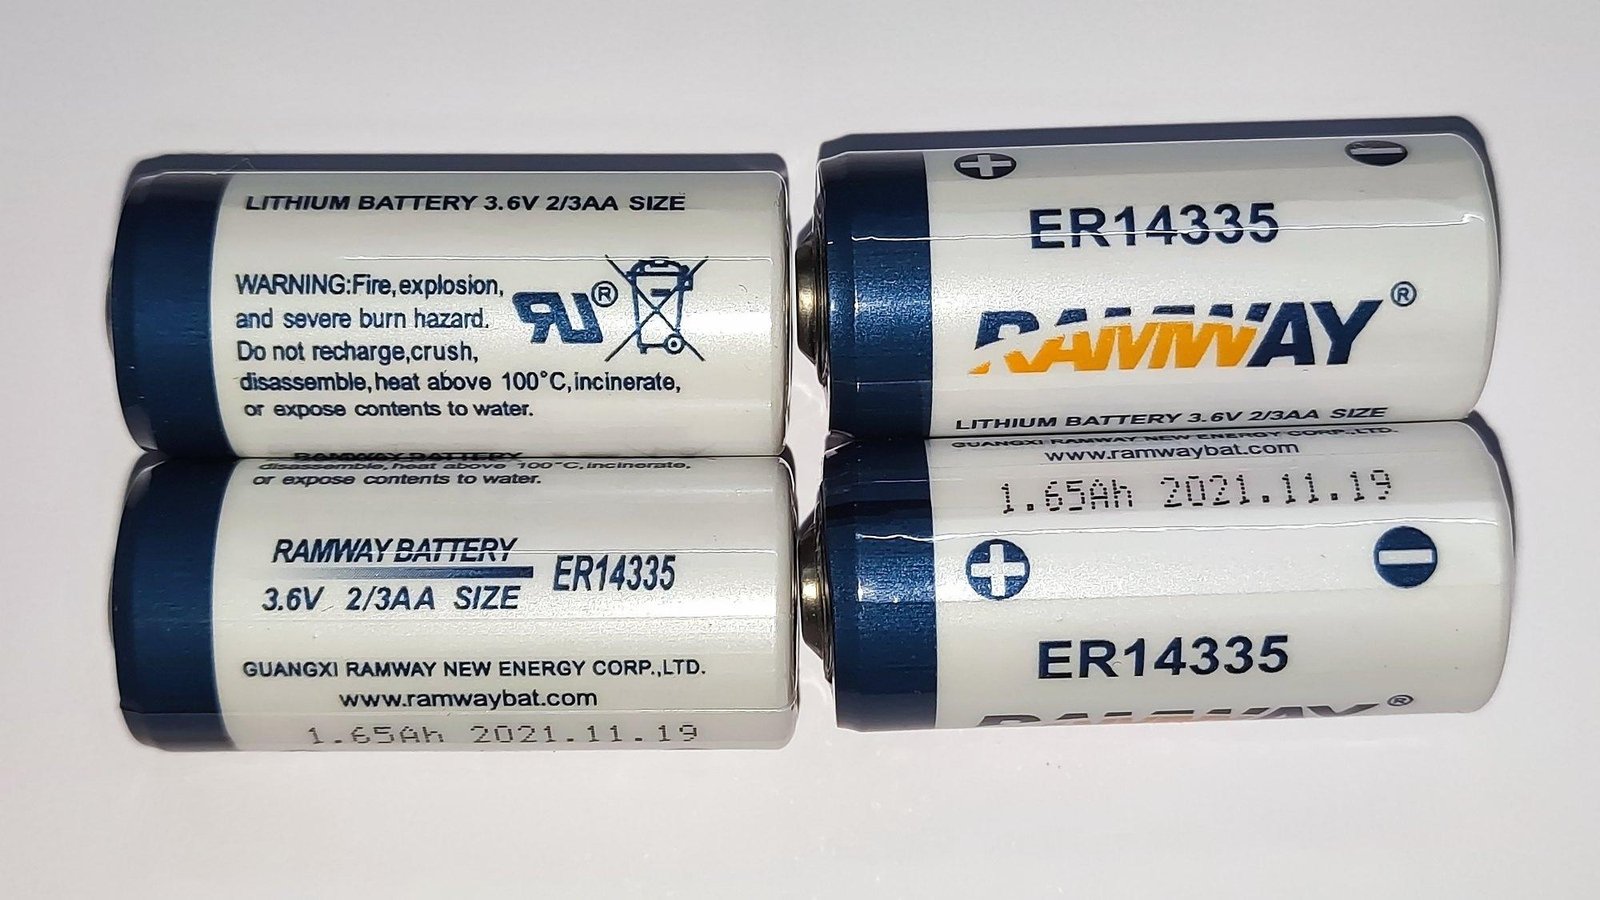 LITHIUM BATTERY 3.6V 2/3AA SIZE
WARNING:Fire,explosion,
and severe burn hazard.
Do not recharge,crush,
disassemble,heat above 100°C,incinerate,
or expose contents to water.
RAMWAY BATTERY
ER14335
RAMWAY®
LITHIUM BATTERY 3.6V 2/3AA SIZE
disassemble,heat above 100°C,incinerate,
or expose contents to water.
RAMWAY BATTERY
3.6V 2/3AA SIZE
ER14335
GUANGXI RAMWAY NEW ENERGY CORP.,LTD.
www.ramwaybat.com
1.65Ah 2021.11.19
GUANGXI RAMWAY NEW ENERGY CORP.,LTD.
www.ramwaybat.com
1.65Ah 2021.11.19
ER14335
RAMWAY®